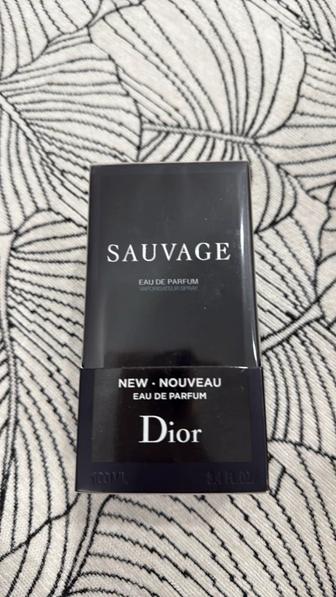 SAUVAGE
EAU DE PARFUM
VAPORISATEUR SPRAY
NEW · NOUVEAU
EAU DE PARFUM
Dior
100 ML 3.4 FL.OZ.